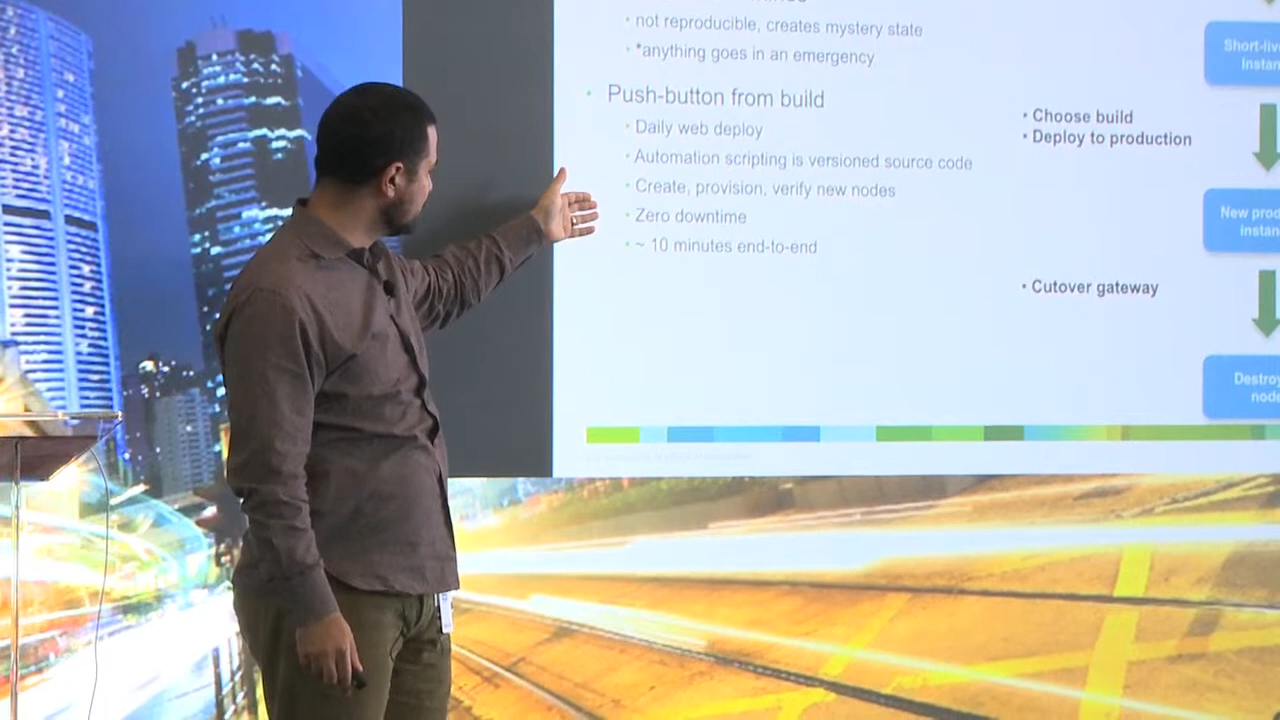 not reproducible, creates mystery state
*anything goes in an emergency
Push-button from build
Daily web deploy
Automation scripting is versioned source code
Create, provision, verify new nodes
Zero downtime
~ 10 minutes end-to-end
Choose build
Deploy to production
Cutover gateway